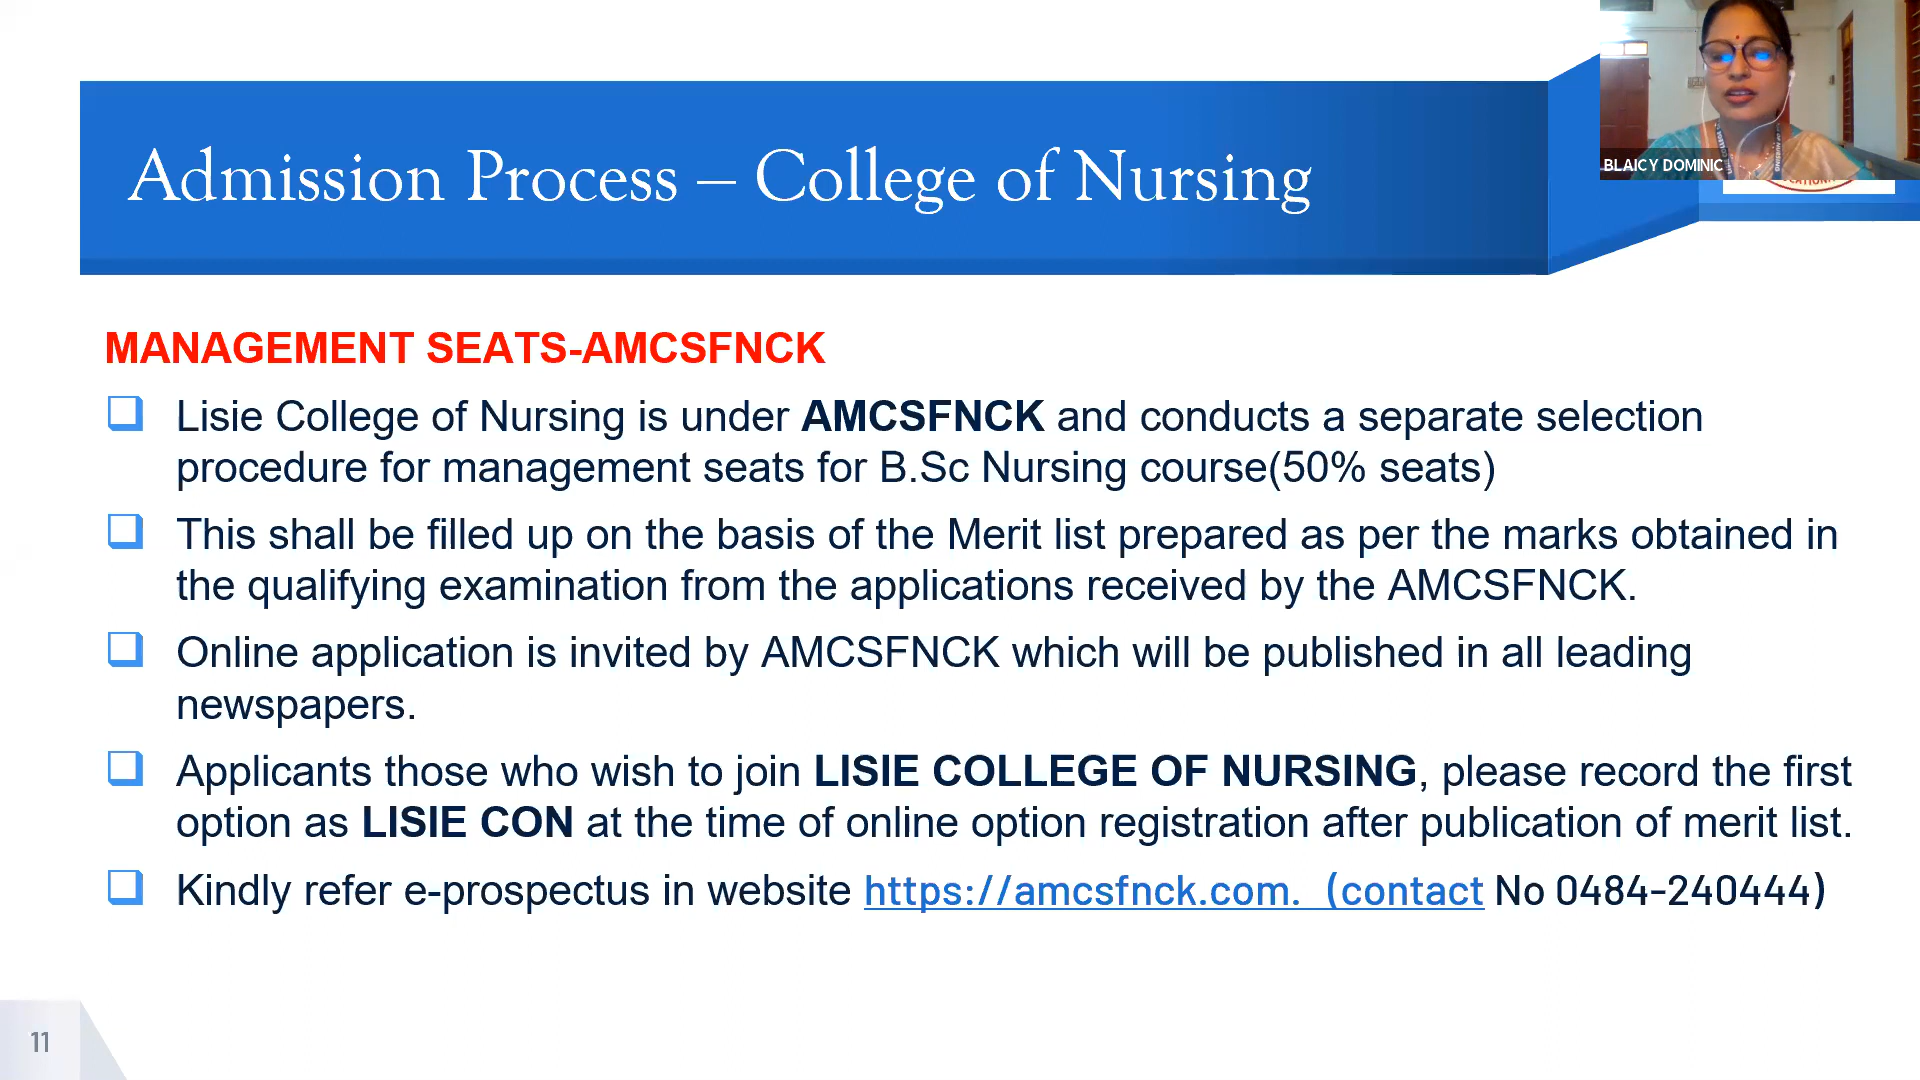 Admission Process – College of Nursing
BLAICY DOMINIC
MANAGEMENT SEATS-AMCSFNCK
Lisie College of Nursing is under AMCSFNCK and conducts a separate selection
procedure for management seats for B.Sc Nursing course(50% seats)
This shall be filled up on the basis of the Merit list prepared as per the marks obtained in
the qualifying examination from the applications received by the AMCSFNCK.
Online application is invited by AMCSFNCK which will be published in all leading
newspapers.
Applicants those who wish to join LISIE COLLEGE OF NURSING, please record the first
option as LISIE CON at the time of online option registration after publication of merit list.
Kindly refer e-prospectus in website https://amcsfnck.com. (contact No 0484-240444)
11